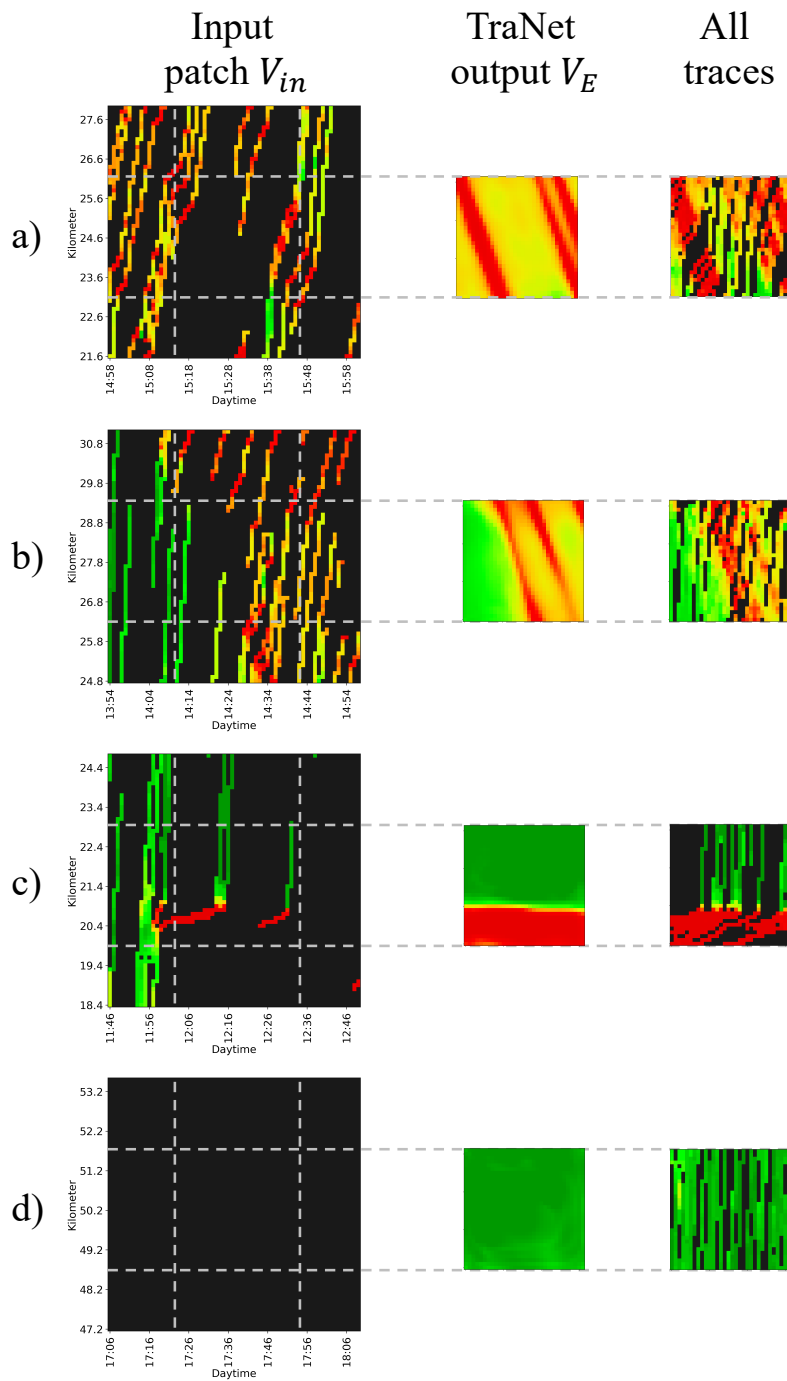 Input TraNet All
patch V_in output V_E traces
a)
Kilometer
27.6
26.6
25.6
24.6
23.6
22.6
21.6
14:58 15:08 15:18 15:28 15:38 15:48 15:58
Daytime
b)
Kilometer
30.8
29.8
28.8
27.8
26.8
25.8
24.8
13:54 14:04 14:14 14:24 14:34 14:44 14:54
Daytime
c)
Kilometer
24.4
23.4
22.4
21.4
20.4
19.4
18.4
11:46 11:56 12:06 12:16 12:26 12:36 12:46
Daytime
d)
Kilometer
53.2
52.2
51.2
50.2
49.2
48.2
47.2
17:06 17:16 17:26 17:36 17:46 17:56 18:06
Daytime